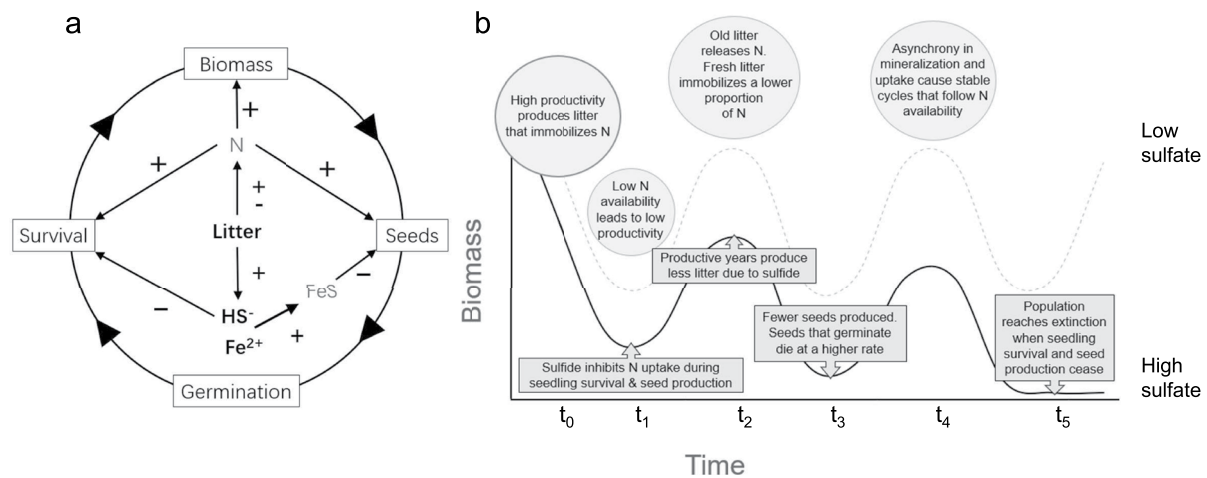 a
Biomass
+
N
+
+
+
-
Litter
Survival
Seeds
+
FeS
−
−
HS-
Fe2+
+
Germination
b
High productivity
produces litter
that immobilizes N
Low N
availability
leads to low
productivity
Old litter
releases N.
Fresh litter
immobilizes a lower
proportion
of N
Asynchrony in
mineralization and
uptake cause stable
cycles that follow N
availability
Low
sulfate
Biomass
Productive years produce
less litter due to sulfide
Fewer seeds produced.
Seeds that germinate
die at a higher rate
Population
reaches extinction
when seedling
survival and seed
production cease
Sulfide inhibits N uptake during
seedling survival & seed production
High
sulfate
t0
t1
t2
t3
t4
t5
Time